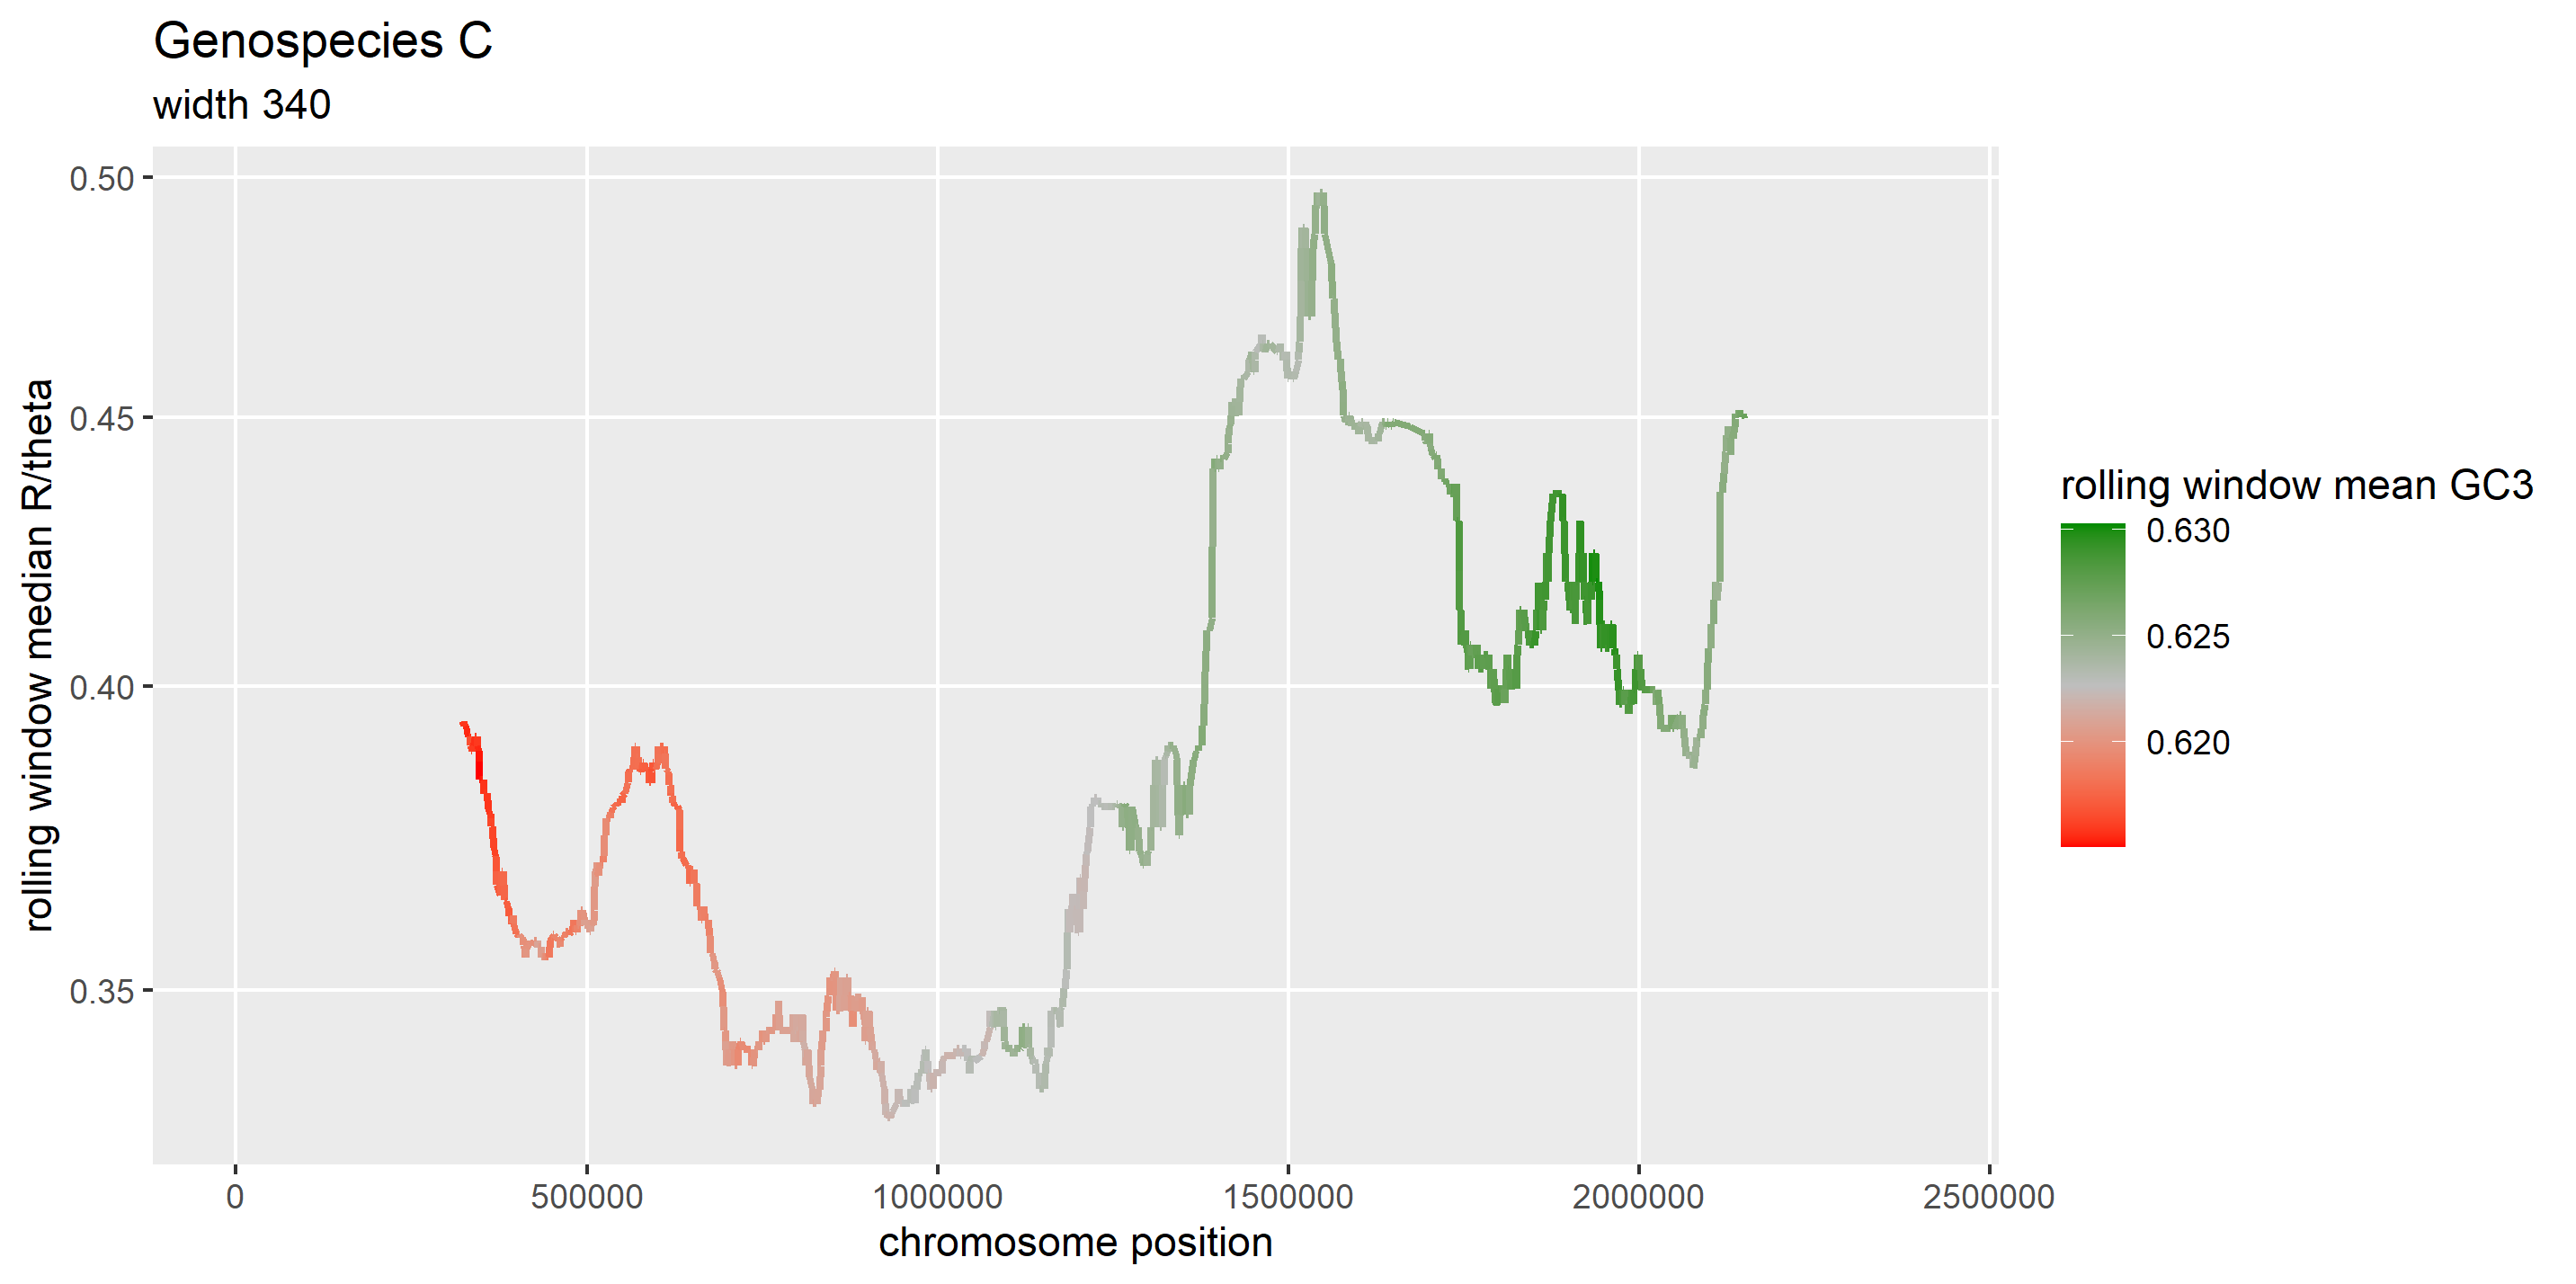 Genospecies C
width 340
rolling window median R/theta
0.50
0.45
0.40
0.35
0 500000 1000000 1500000 2000000 2500000
chromosome position
rolling window mean GC3
0.630
0.625
0.620